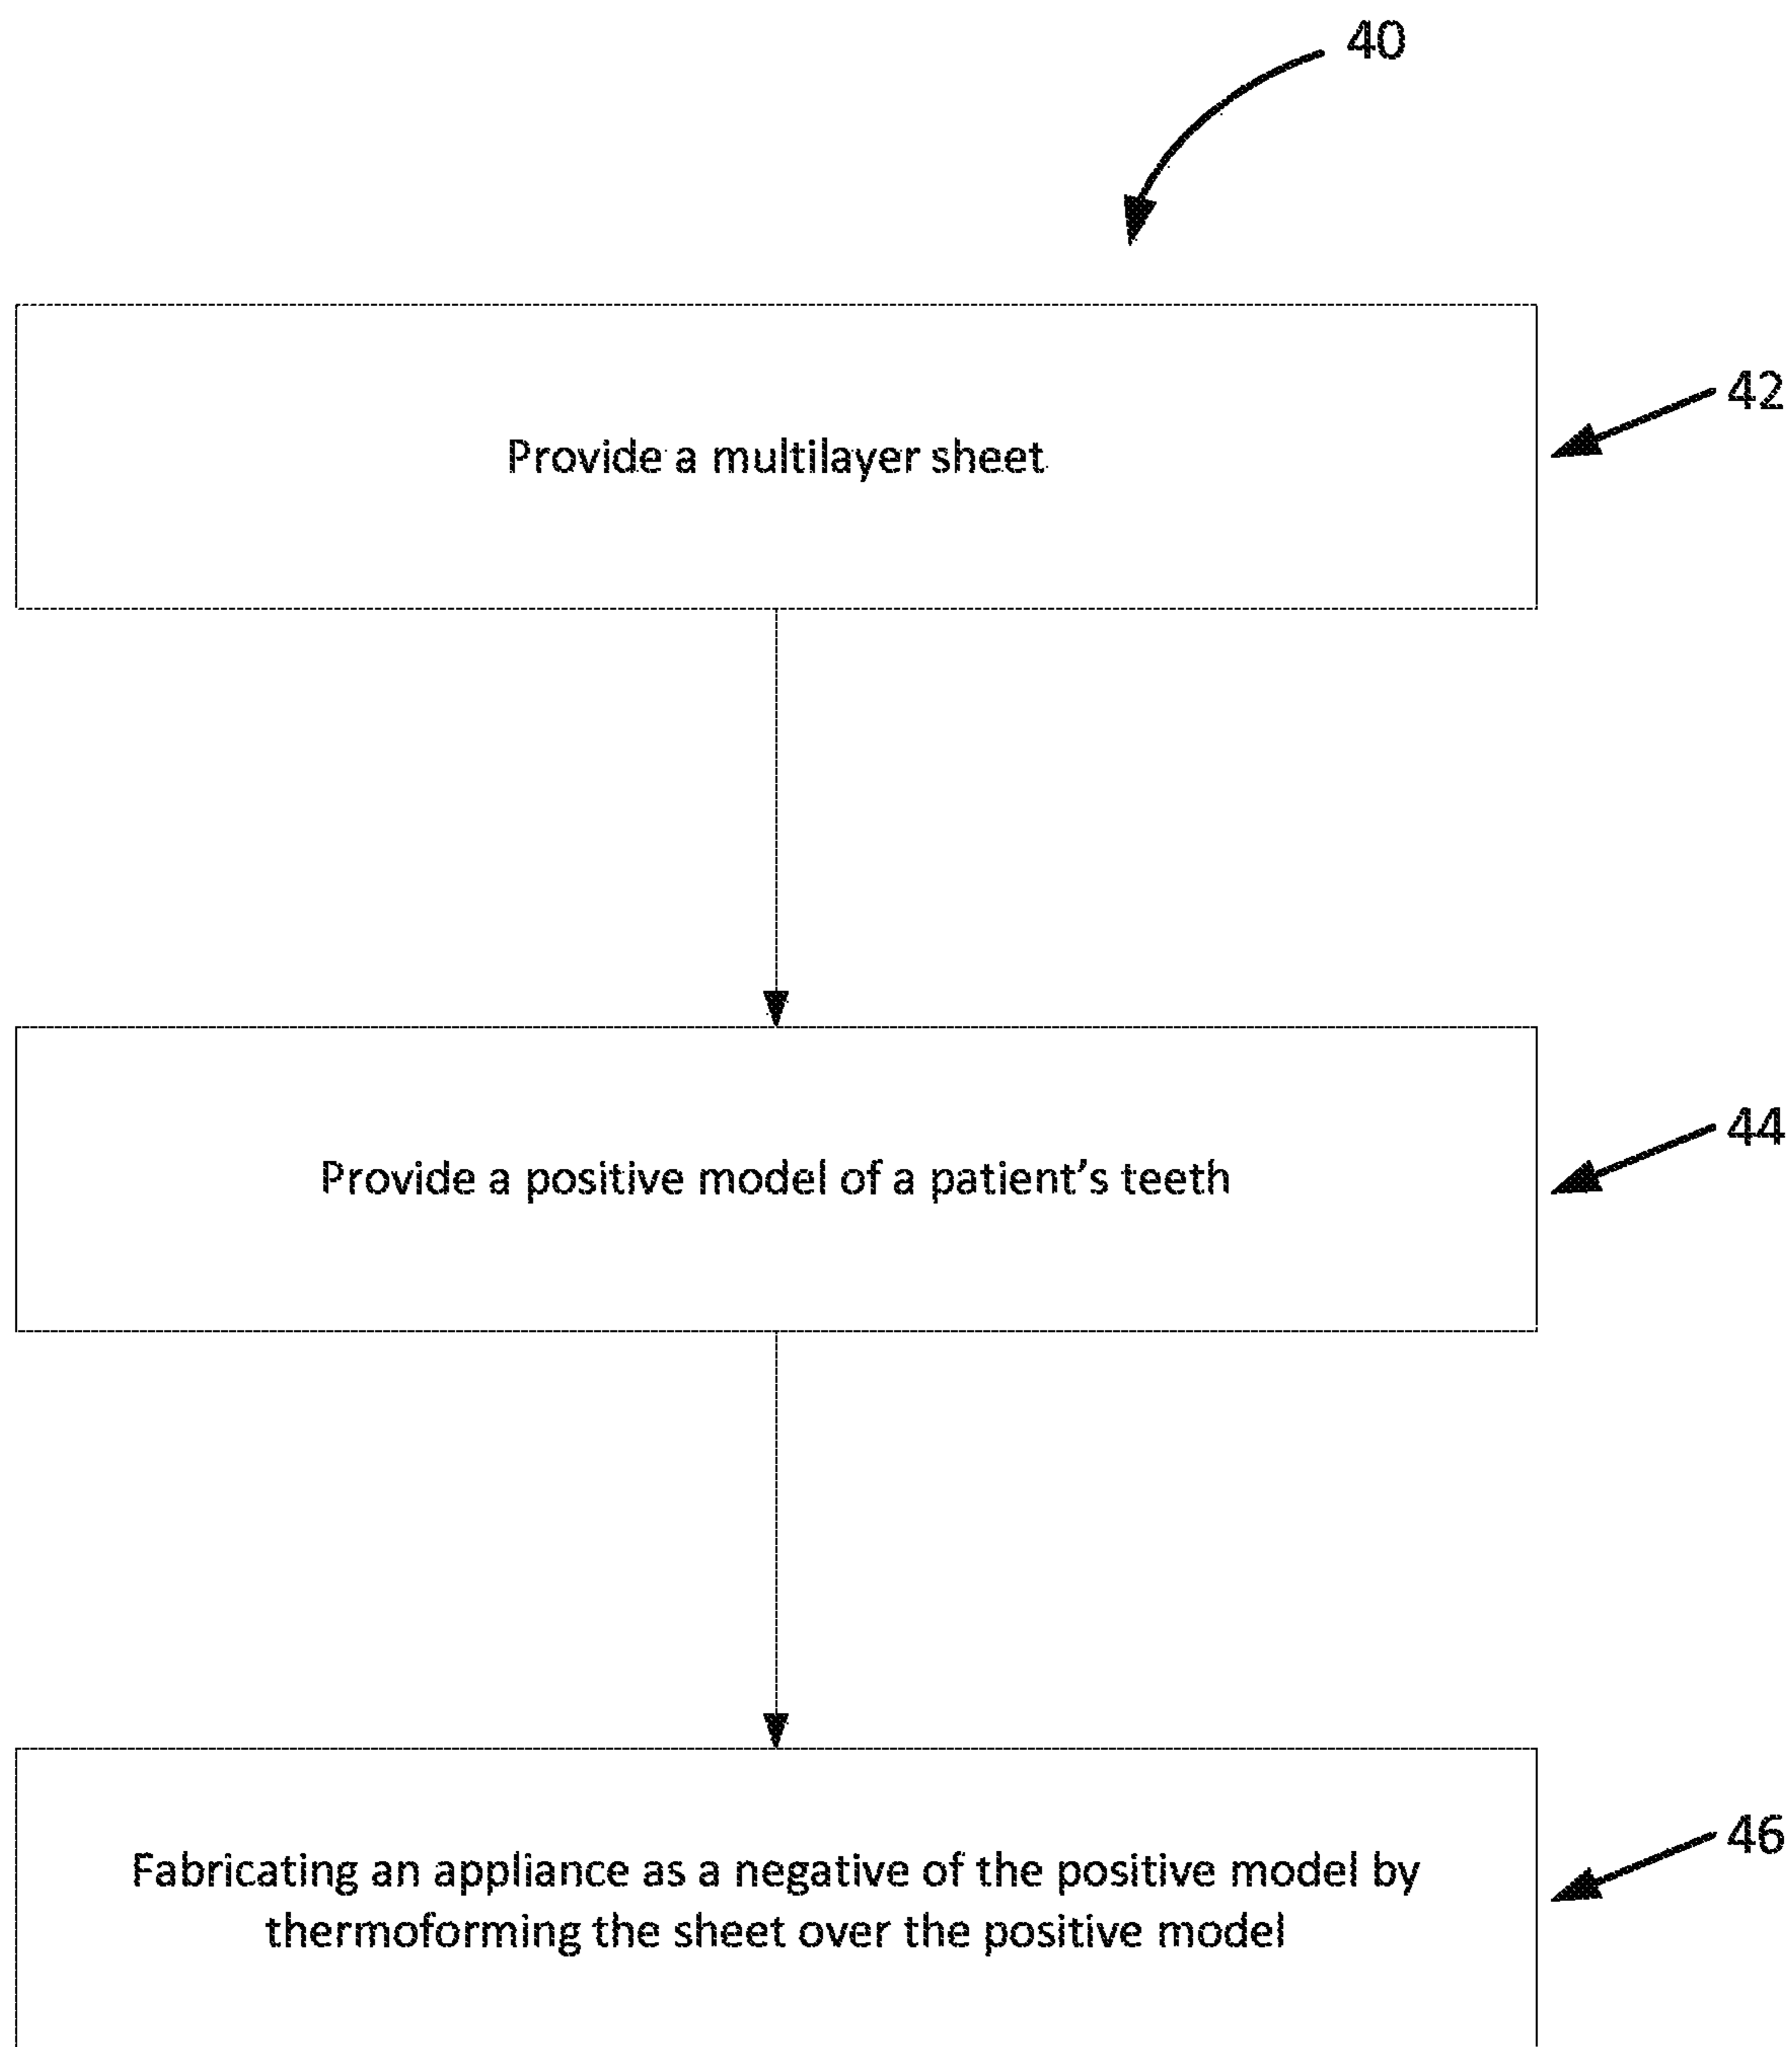 40
Provide a multilayer sheet
42
Provide a positive model of a patient's teeth
44
Fabricating an appliance as a negative of the positive model by
thermoforming the sheet over the positive model
46